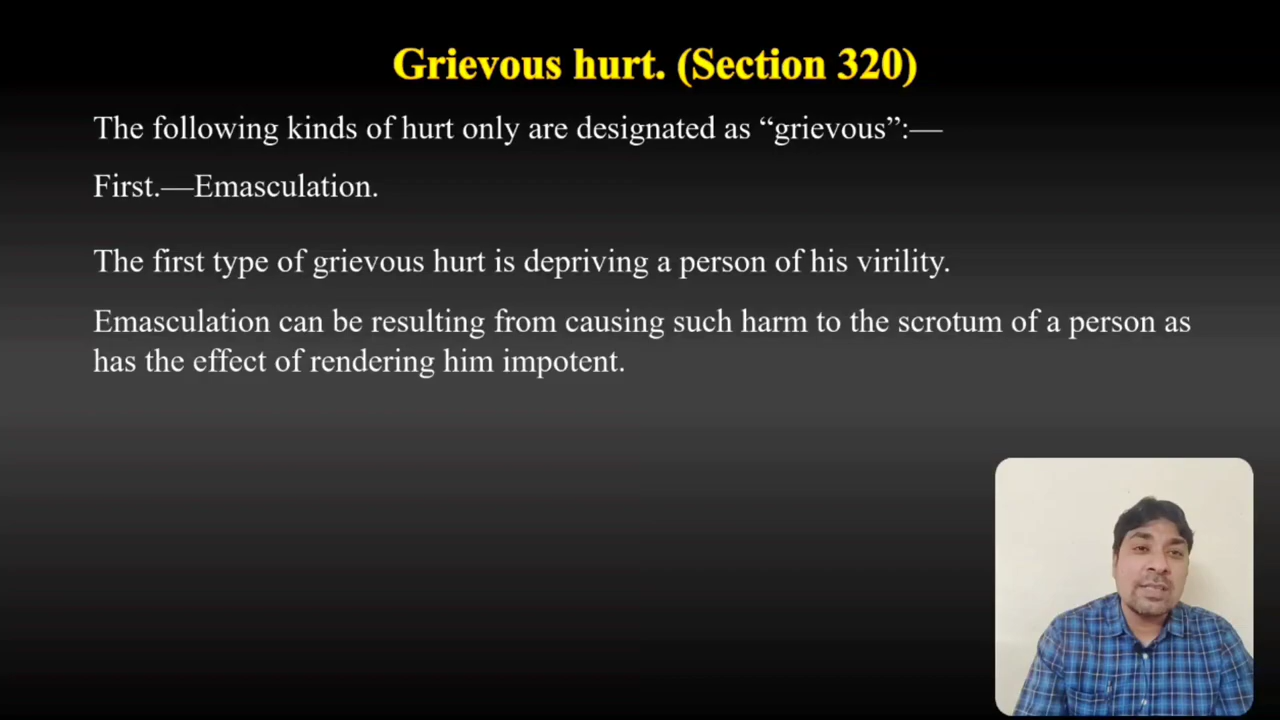 Grievous hurt. (Section 320)
The following kinds of hurt only are designated as “grievous”:—
First.—Emasculation.
The first type of grievous hurt is depriving a person of his virility.
Emasculation can be resulting from causing such harm to the scrotum of a person as
has the effect of rendering him impotent.